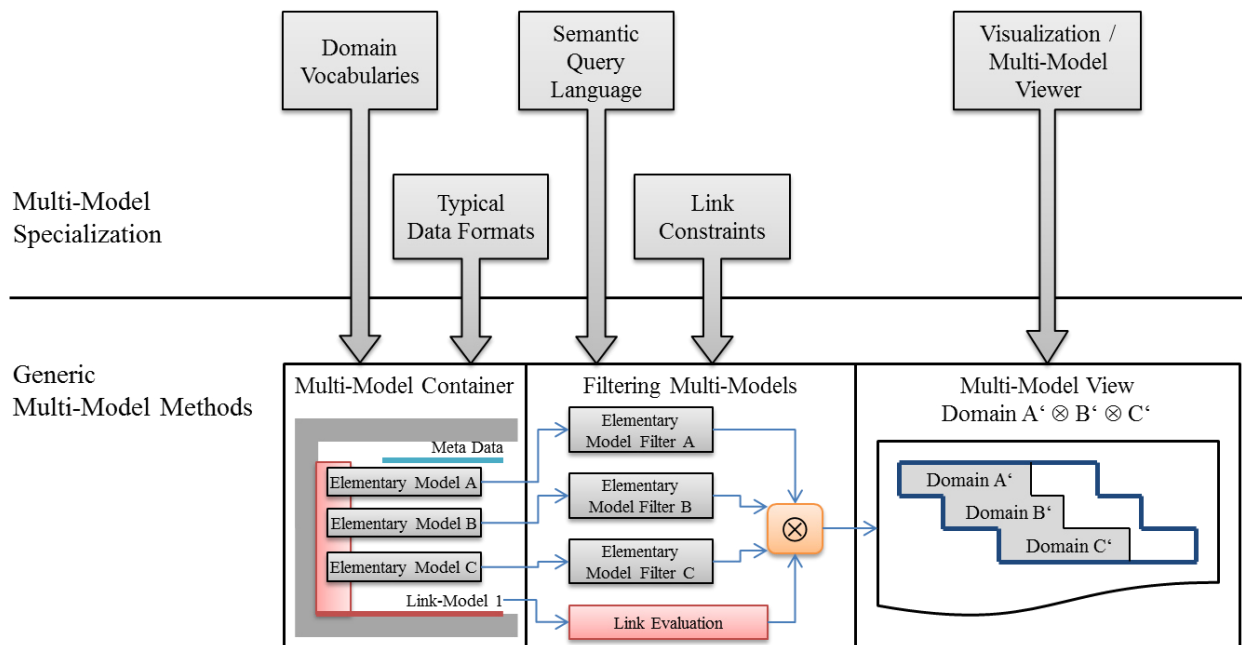 Domain
Vocabularies
Semantic
Query
Language
Visualization /
Multi-Model
Viewer
Multi-Model
Specialization
Typical
Data Formats
Link
Constraints
Generic
Multi-Model Methods
Multi-Model Container
Meta Data
Elementary Model A
Elementary Model B
Elementary Model C
Link-Model 1
Filtering Multi-Models
Elementary
Model Filter A
Elementary
Model Filter B
Elementary
Model Filter C
Link Evaluation
⊗
Multi-Model View
Domain A‘ ⊗ B‘ ⊗ C‘
Domain A‘
Domain B‘
Domain C‘